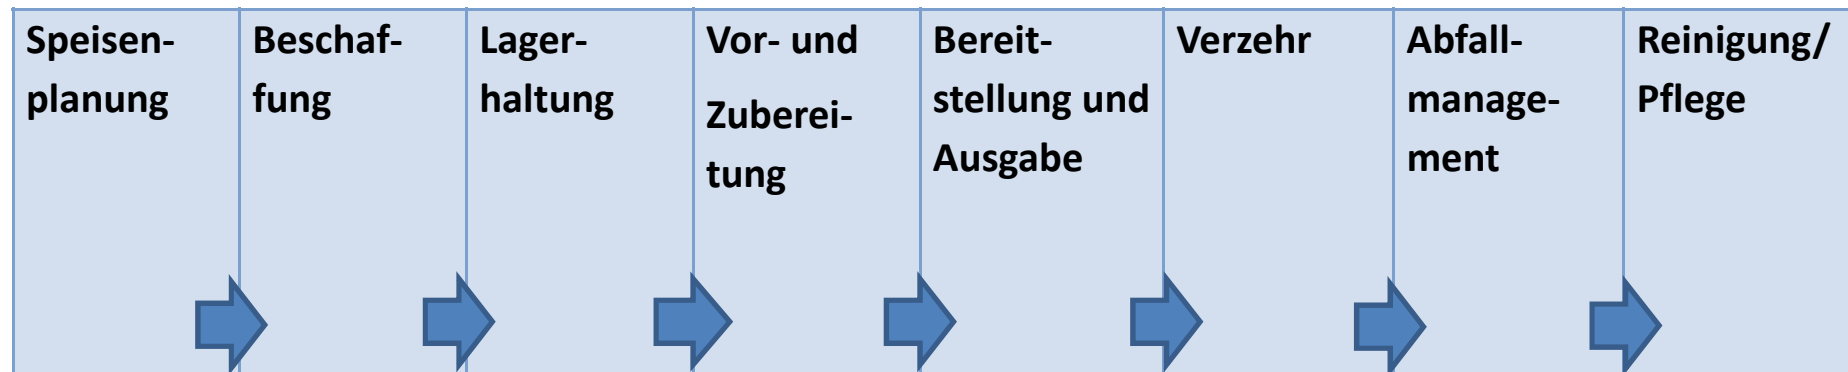 Speisen-
planung
Beschaf-
fung
Lager-
haltung
Vor- und
Zuberei-
tung
Bereit-
stellung und
Ausgabe
Verzehr
Abfall-
manage-
ment
Reinigung/
Pflege